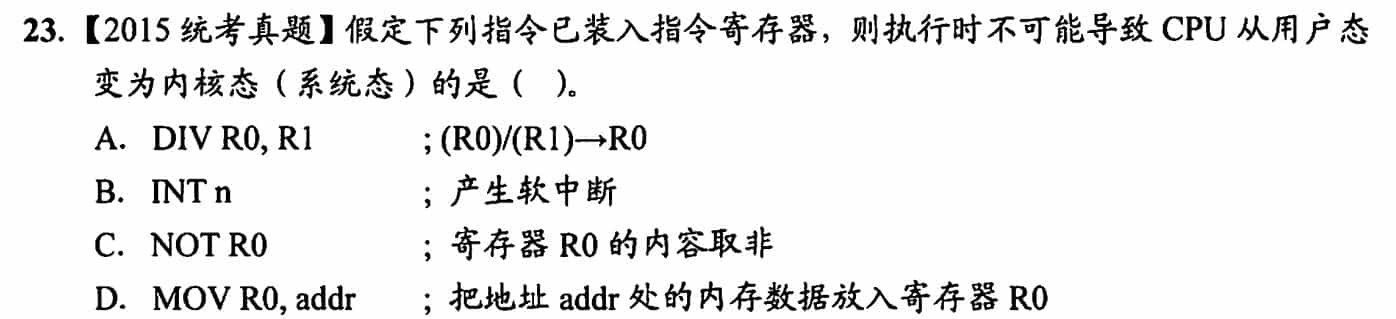 23.【2015 统考真题】假定下列指令已装入指令寄存器，则执行时不可能导致 CPU 从用户态
变为内核态（系统态）的是（ ）。
A. DIV R0, R1 ; (R0)/(R1)→R0
B. INT n ; 产生软中断
C. NOT R0 ; 寄存器 R0 的内容取非
D. MOV R0, addr ; 把地址 addr 处的内存数据放入寄存器 R0